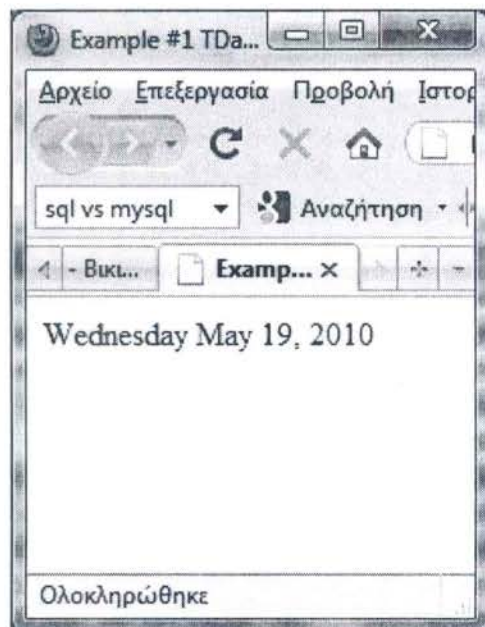 Example #1 TDa...
Αρχείο Επεξεργασία Προβολή Ιστορ
sql vs mysql Αναζήτηση
- Βικι... Examp...
Wednesday May 19, 2010
Ολοκληρώθηκε